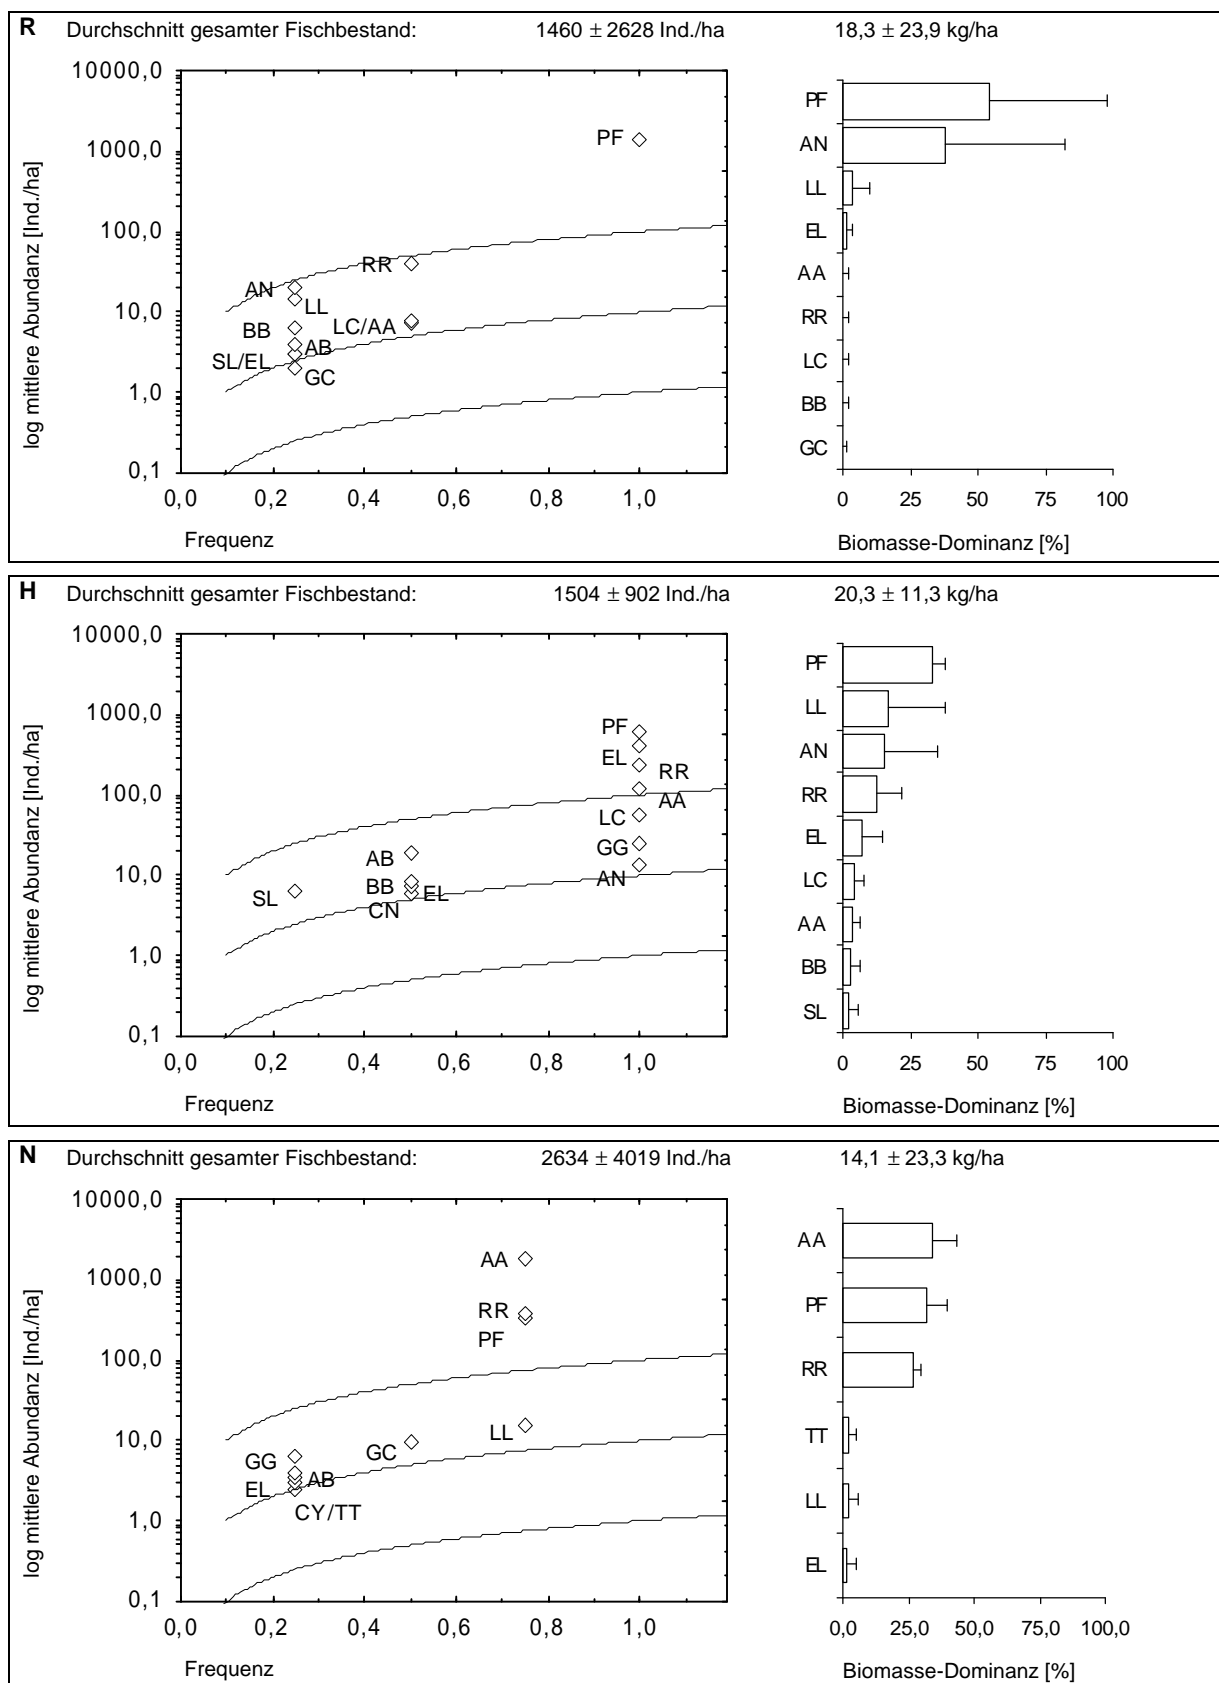 R Durchschnitt gesamter Fischbestand: 1460 ± 2628 Ind./ha 18,3 ± 23,9 kg/ha
log mittlere Abundanz [Ind./ha]
10000,0
1000,0
100,0
10,0
1,0
0,1
PF
RR
AN
LL
BB
LC/AA
AB
SL/EL
GC
0,0 0,2 0,4 0,6 0,8 1,0
Frequenz
PF
AN
LL
EL
AA
RR
LC
BB
GC
0 25 50 75 100
Biomasse-Dominanz [%]
H Durchschnitt gesamter Fischbestand: 1504 ± 902 Ind./ha 20,3 ± 11,3 kg/ha
log mittlere Abundanz [Ind./ha]
10000,0
1000,0
100,0
10,0
1,0
0,1
PF
EL
RR
AA
LC
GG
AN
AB
BB
EL
CN
SL
0,0 0,2 0,4 0,6 0,8 1,0
Frequenz
PF
LL
AN
RR
EL
LC
AA
BB
SL
0 25 50 75 100
Biomasse-Dominanz [%]
N Durchschnitt gesamter Fischbestand: 2634 ± 4019 Ind./ha 14,1 ± 23,3 kg/ha
log mittlere Abundanz [Ind./ha]
10000,0
1000,0
100,0
10,0
1,0
0,1
AA
RR
PF
LL
GC
GG
AB
EL
CY/TT
0,0 0,2 0,4 0,6 0,8 1,0
Frequenz
AA
PF
RR
TT
LL
EL
0,0 25,0 50,0 75,0 100,0
Biomasse-Dominanz [%]